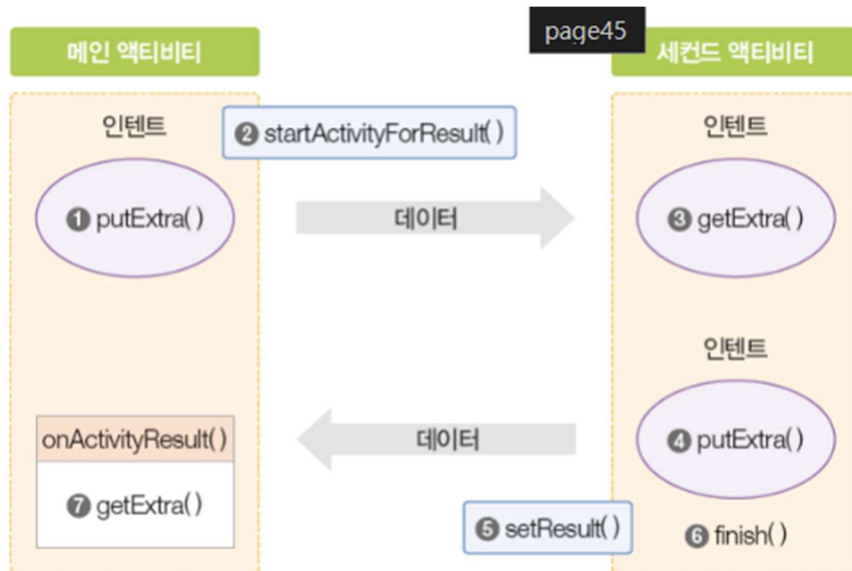 page45
메인 액티비티
세컨드 액티비티
인텐트
❷ startActivityForResult()
인텐트
❶ putExtra()
데이터
❸ getExtra()
인텐트
onActivityResult()
데이터
❹ putExtra()
❼ getExtra()
❺ setResult()
❻ finish()